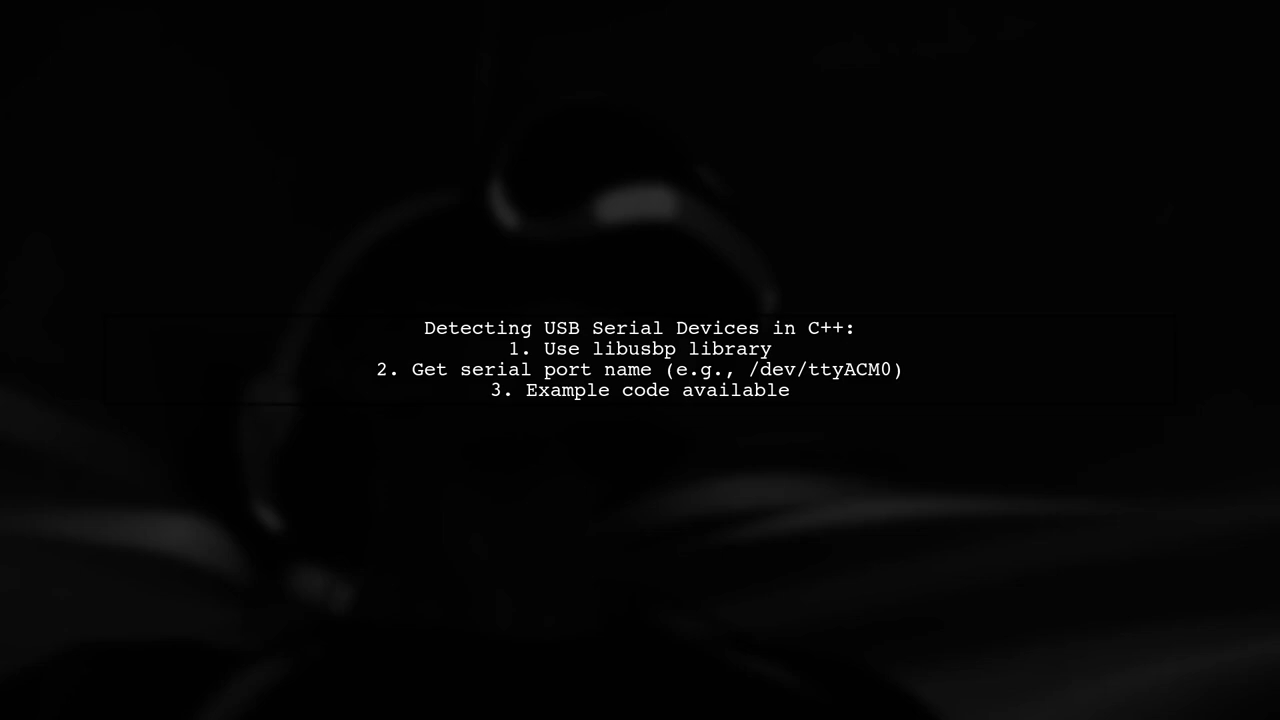 Detecting USB Serial Devices in C++:
1. Use libusbp library
2. Get serial port name (e.g., /dev/ttyACM0)
3. Example code available